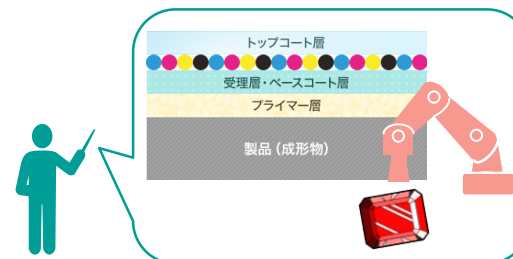 トップコート層
受理層・ベースコート層
プライマー層
製品（成形物）